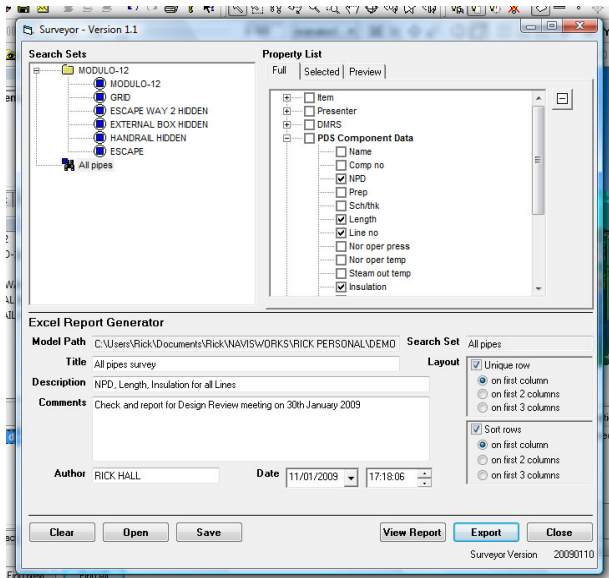 Surveyor - Version 1.1
Search Sets
Property List
MODULO-12
MODULO-12
GRID
ESCAPE WAY 2 HIDDEN
EXTERNAL BOX HIDDEN
HANDRAIL HIDDEN
ESCAPE
All pipes
Full Selected Preview
Item
Presenter
DMRS
PDS Component Data
Name
Comp no
NPD
Prep
Sch/thk
Length
Line no
Nor oper press
Nor oper temp
Steam out temp
Insulation
Excel Report Generator
Model Path C:\Users\Rick\Documents\Rick\NAVISWORKS\RICK PERSONAL\DEMO Search Set All pipes
Title All pipes survey
Layout
Unique row
on first column
on first 2 columns
on first 3 columns
Description NPD, Length, Insulation for all Lines
Comments Check and report for Design Review meeting on 30th January 2009
Sort rows
on first column
on first 2 columns
on first 3 columns
Author RICK HALL Date 11/01/2009 17:18:06
Clear Open Save View Report Export Close
Surveyor Version 20090110